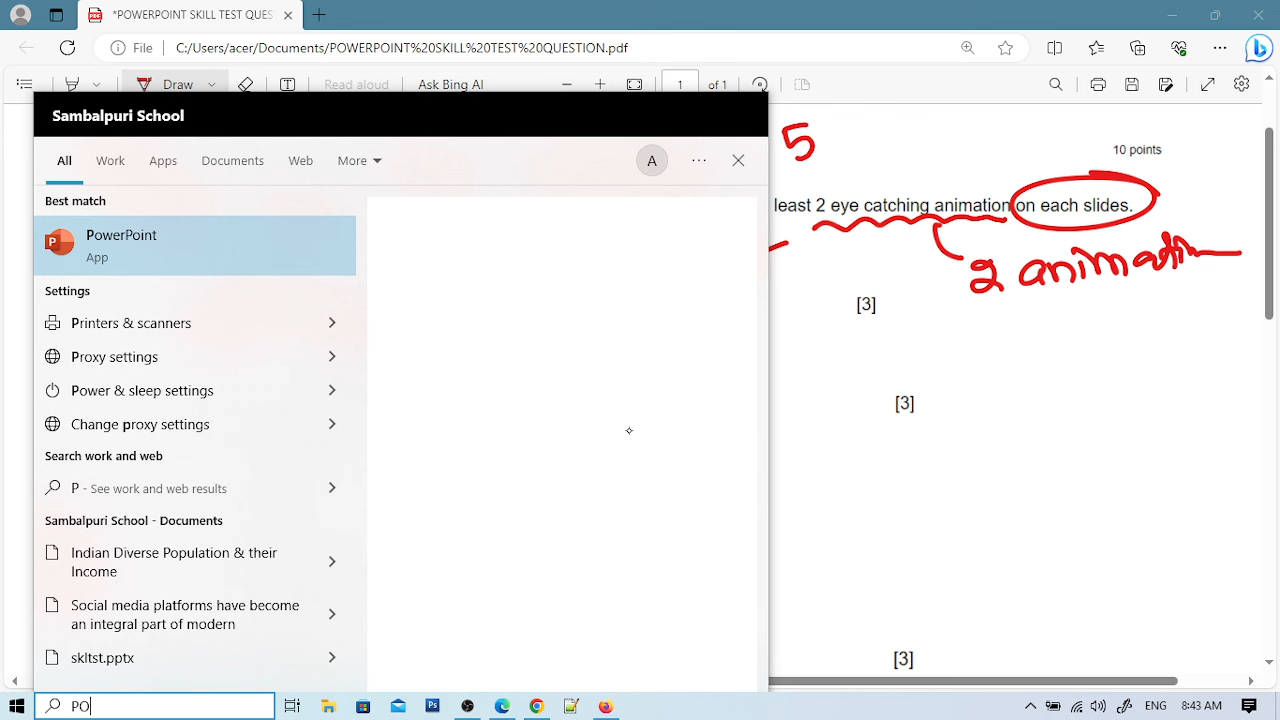 *POWERPOINT SKILL TEST QUES
File
C:/Users/acer/Documents/POWERPOINT%20SKILL%20TEST%20QUESTION.pdf
Draw
Read aloud
Ask Bing AI
1
of 1
Sambalpuri School
All
Work
Apps
Documents
Web
More
A
Best match
PowerPoint
App
Settings
Printers & scanners
Proxy settings
Power & sleep settings
Change proxy settings
Search work and web
P - See work and web results
Sambalpuri School - Documents
Indian Diverse Population & their
Income
Social media platforms have become
an integral part of modern
skltst.pptx
5
10 points
least 2 eye catching animation on each slides.
2 animation
[3]
[3]
[3]
PO
ENG
8:43 AM